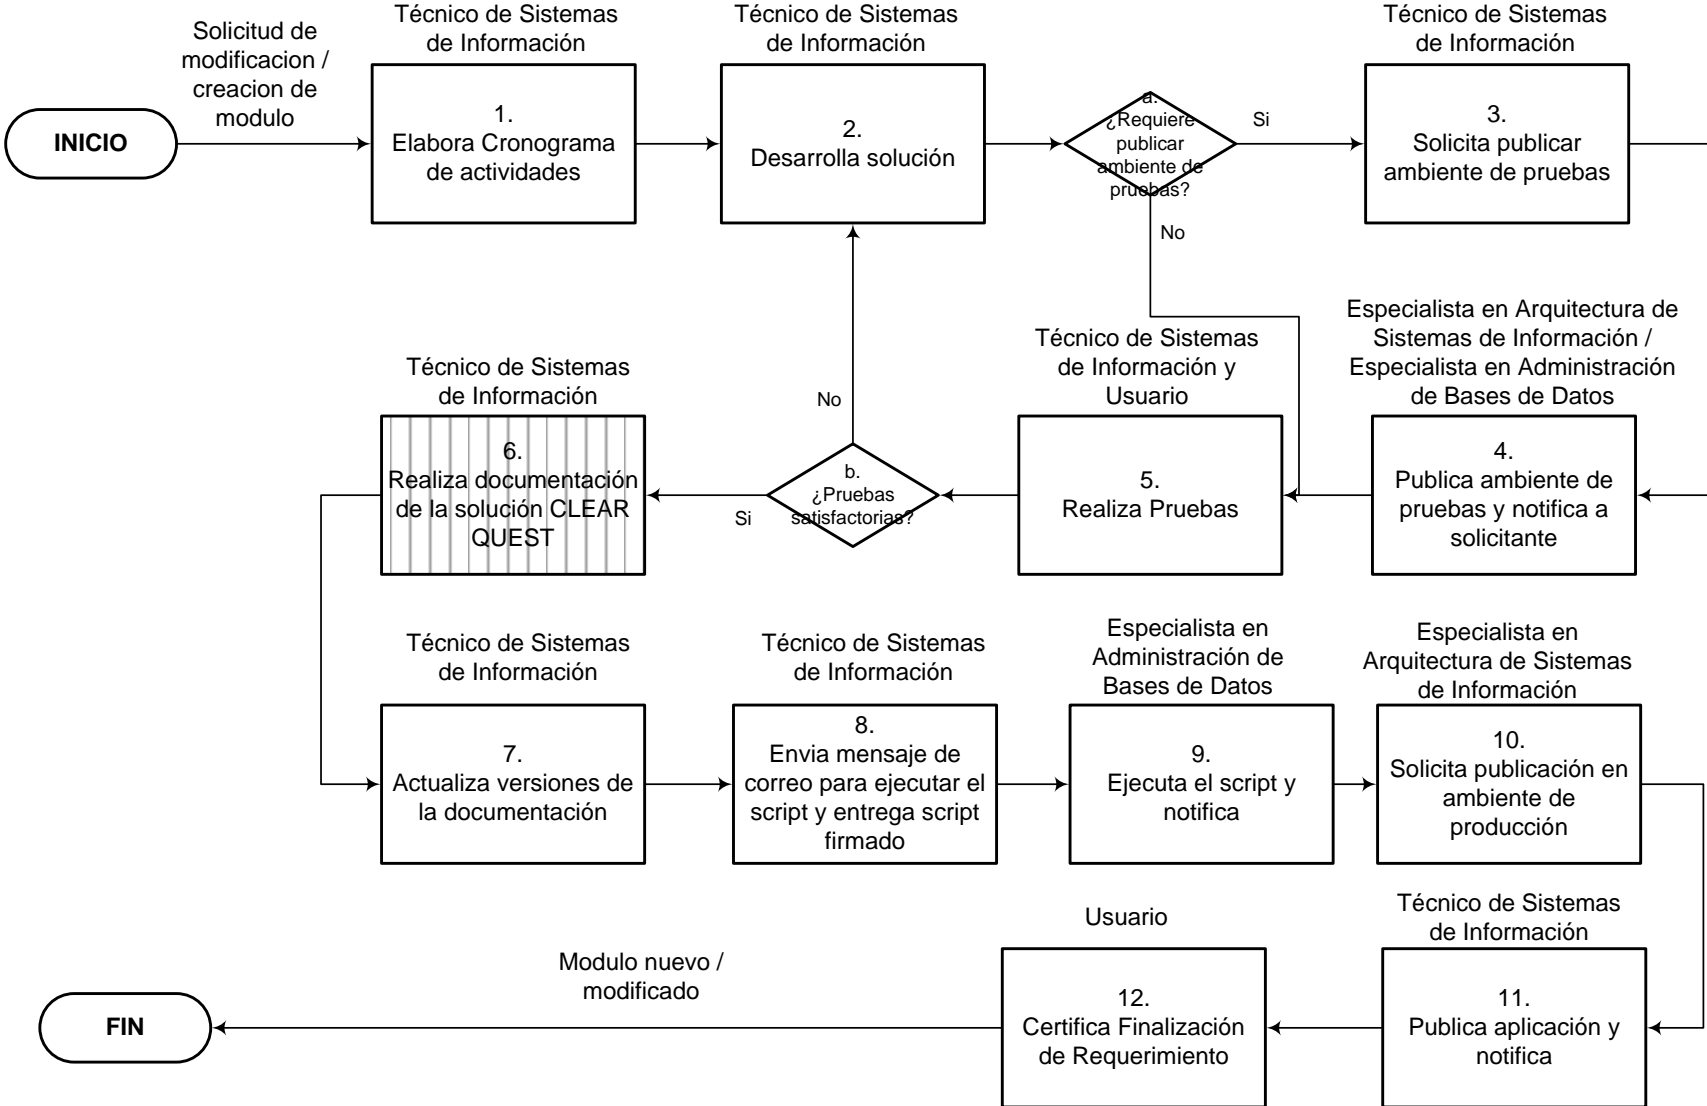 INICIO
Solicitud de
modificacion /
creacion de
modulo
Técnico de Sistemas
de Información
1.
Elabora Cronograma
de actividades
Técnico de Sistemas
de Información
2.
Desarrolla solución
a.
¿Requiere
publicar
ambiente de
pruebas?
Si
No
Técnico de Sistemas
de Información
3.
Solicita publicar
ambiente de pruebas
Especialista en Arquitectura de
Sistemas de Información /
Especialista en Administración
de Bases de Datos
4.
Publica ambiente de
pruebas y notifica a
solicitante
Técnico de Sistemas
de Información y
Usuario
5.
Realiza Pruebas
b.
¿Pruebas
satisfactorias?
No
Si
Técnico de Sistemas
de Información
6.
Realiza documentación
de la solución CLEAR
QUEST
Técnico de Sistemas
de Información
7.
Actualiza versiones de
la documentación
Técnico de Sistemas
de Información
8.
Envia mensaje de
correo para ejecutar el
script y entrega script
firmado
Especialista en
Administración de
Bases de Datos
9.
Ejecuta el script y
notifica
Especialista en
Arquitectura de Sistemas
de Información
10.
Solicita publicación en
ambiente de
producción
Técnico de Sistemas
de Información
11.
Publica aplicación y
notifica
Usuario
12.
Certifica Finalización
de Requerimiento
Modulo nuevo /
modificado
FIN